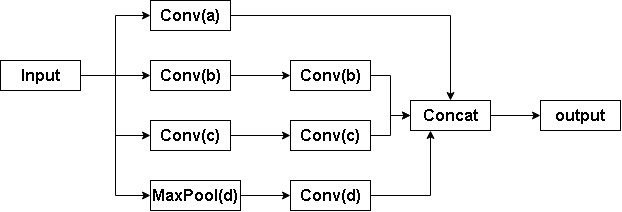 Conv(a)
Input
Conv(b)
Conv(b)
Concat
output
Conv(c)
Conv(c)
MaxPool(d)
Conv(d)